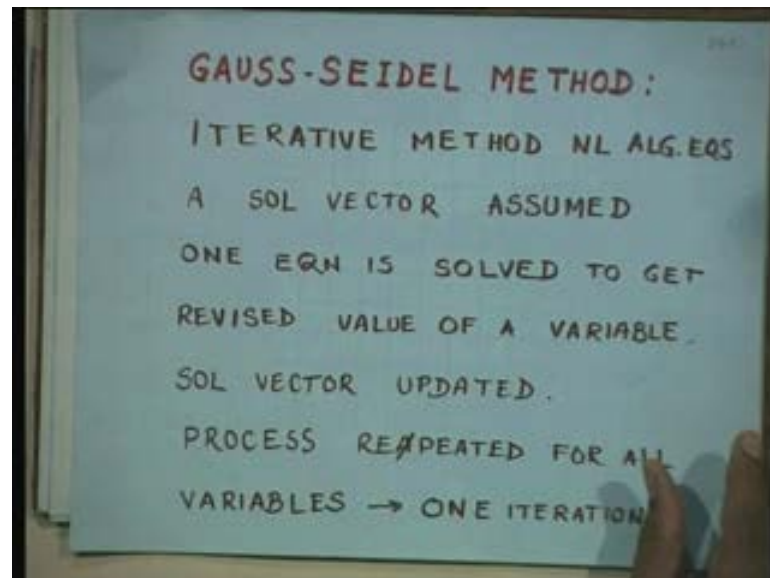 GAUSS-SEIDEL METHOD:
ITERATIVE METHOD NL ALG. EQS
A SOL VECTOR ASSUMED
ONE EQN IS SOLVED TO GET
REVISED VALUE OF A VARIABLE.
SOL VECTOR UPDATED.
PROCESS REPEATED FOR ALL
VARIABLES → ONE ITERATION